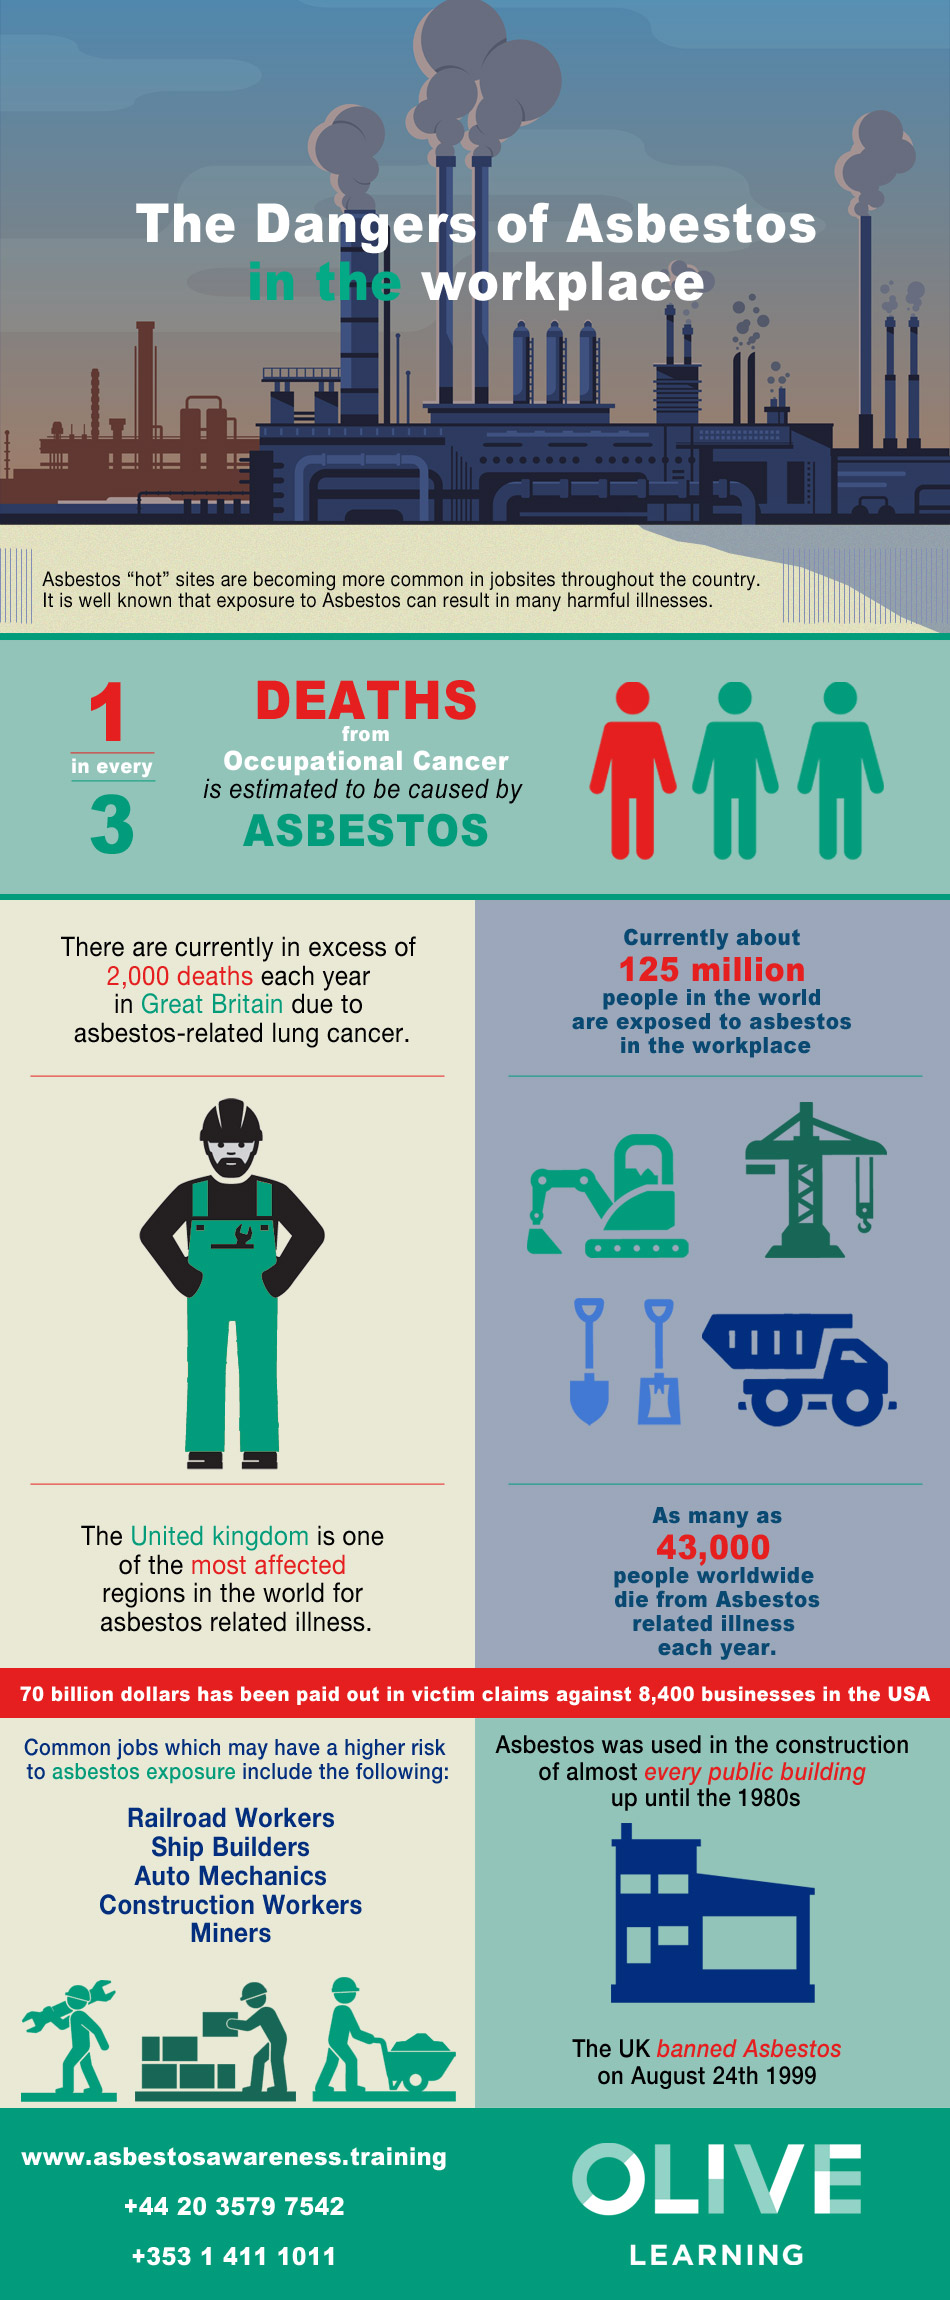 The Dangers of Asbestos
in the workplace
Asbestos “hot” sites are becoming more common in jobsites throughout the country.
It is well known that exposure to Asbestos can result in many harmful illnesses.
1
in every
3
DEATHS
from
Occupational Cancer
is estimated to be caused by
ASBESTOS
There are currently in excess of
2,000 deaths each year
in Great Britain due to
asbestos-related lung cancer.
Currently about
125 million
people in the world
are exposed to asbestos
in the workplace
The United kingdom is one
of the most affected
regions in the world for
asbestos related illness.
As many as
43,000
people worldwide
die from Asbestos
related illness
each year.
70 billion dollars has been paid out in victim claims against 8,400 businesses in the USA
Common jobs which may have a higher risk
to asbestos exposure include the following:
Railroad Workers
Ship Builders
Auto Mechanics
Construction Workers
Miners
Asbestos was used in the construction
of almost every public building
up until the 1980s
The UK banned Asbestos
on August 24th 1999
www.asbestosawareness.training
+44 20 3579 7542
+353 1 411 1011
OLIVE
LEARNING